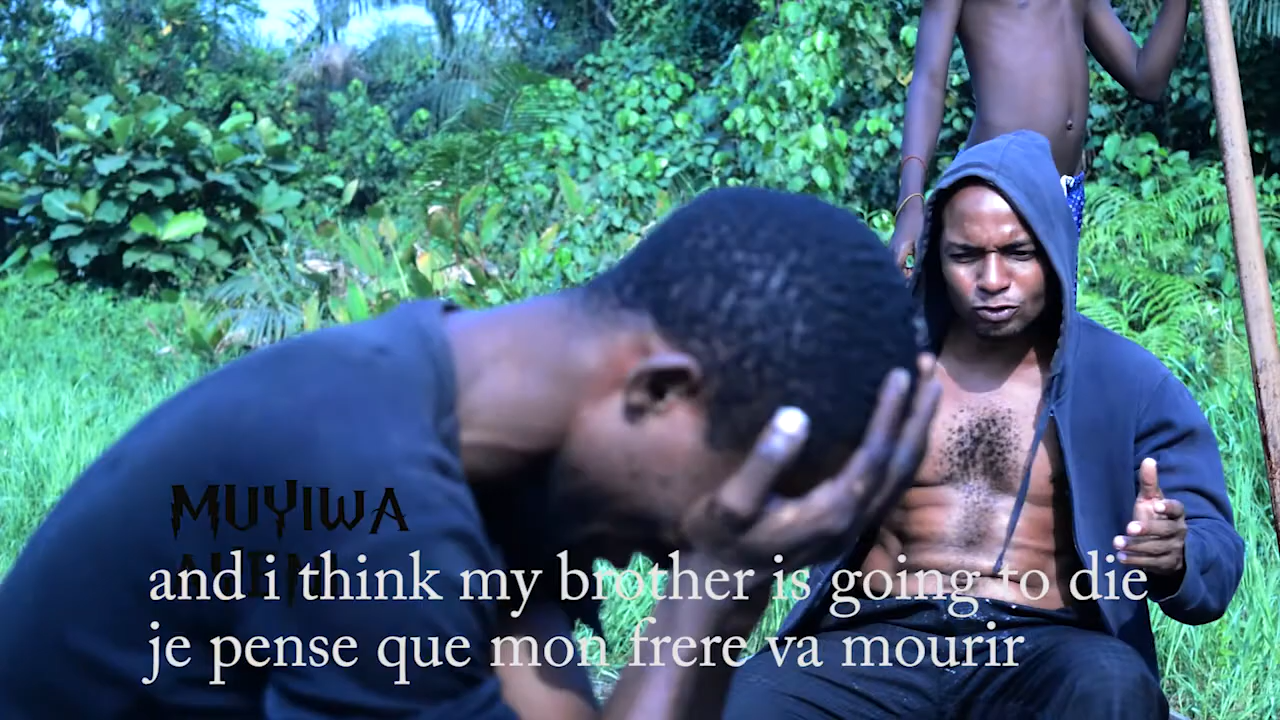 MUYIWA
and i think my brother is going to die
je pense que mon frere va mourir